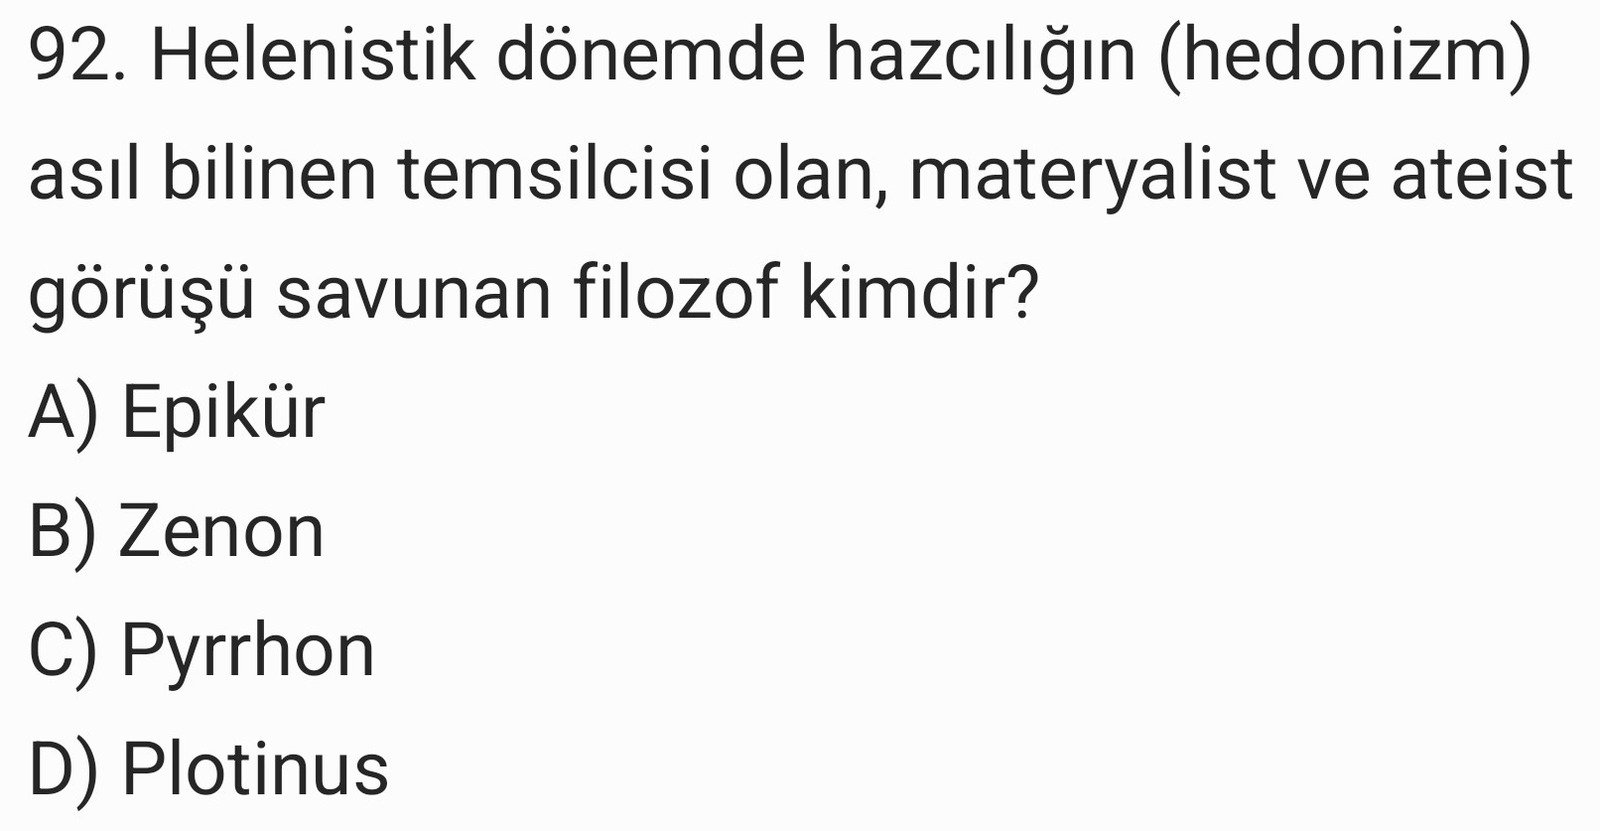 92. Helenistik dönemde hazcılığın (hedonizm)
asıl bilinen temsilcisi olan, materyalist ve ateist
görüşü savunan filozof kimdir?
A) Epikür
B) Zenon
C) Pyrrhon
D) Plotinus